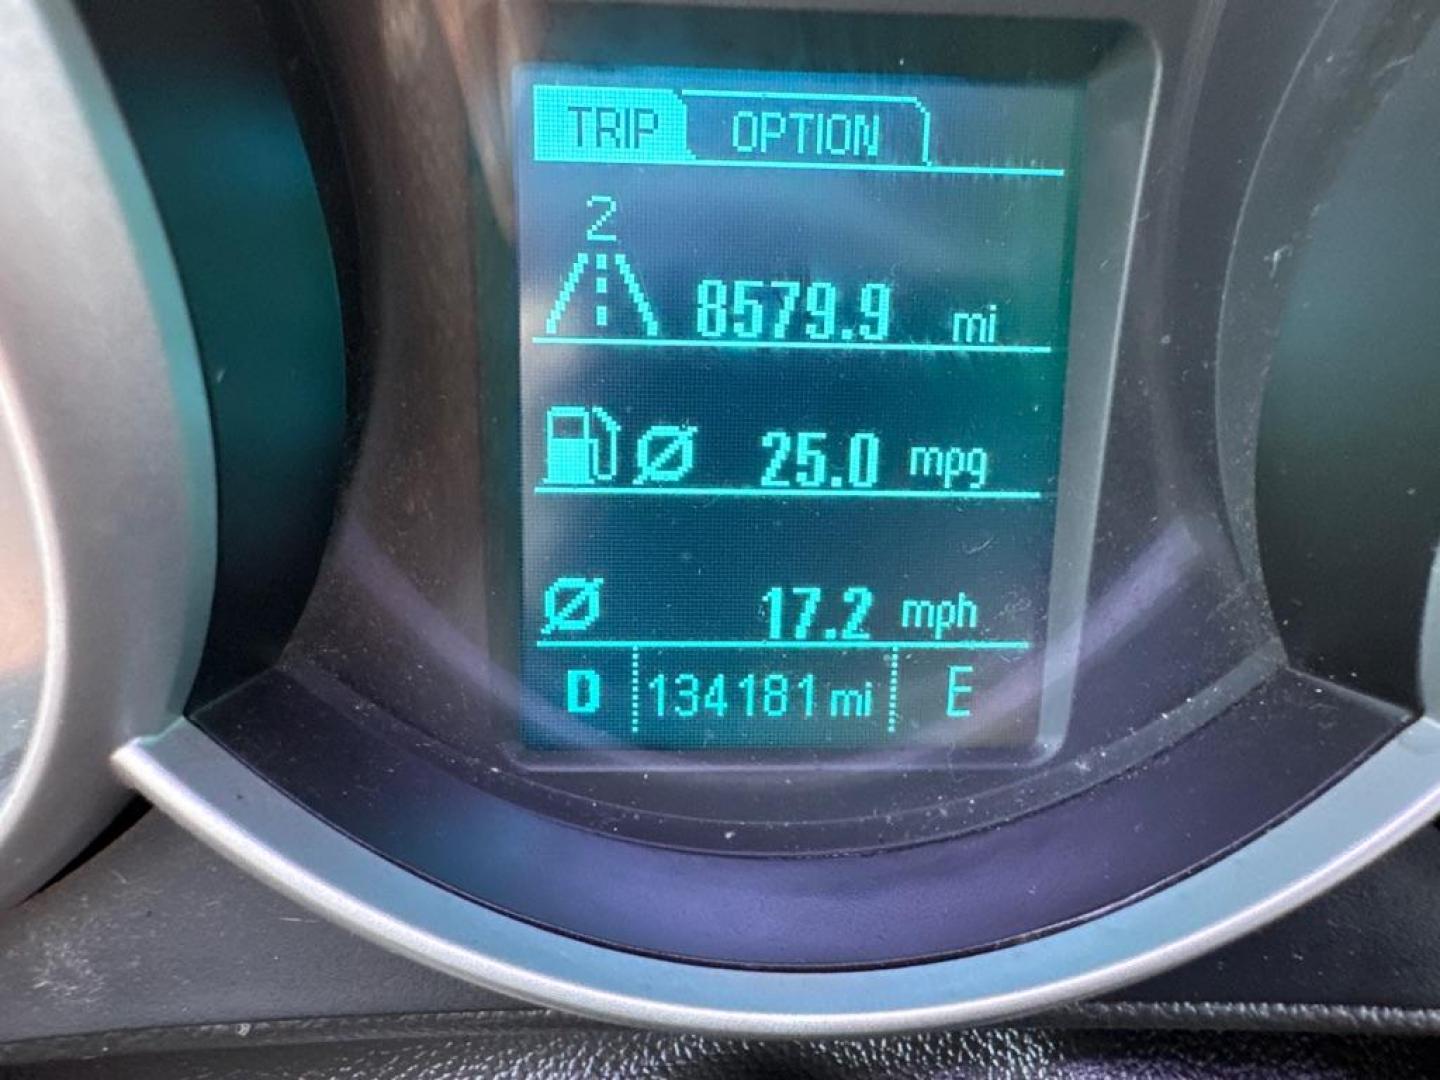 TRIP OPTION
2
8579.9 mi
25.0 mpg
17.2 mph
D 134181 mi E